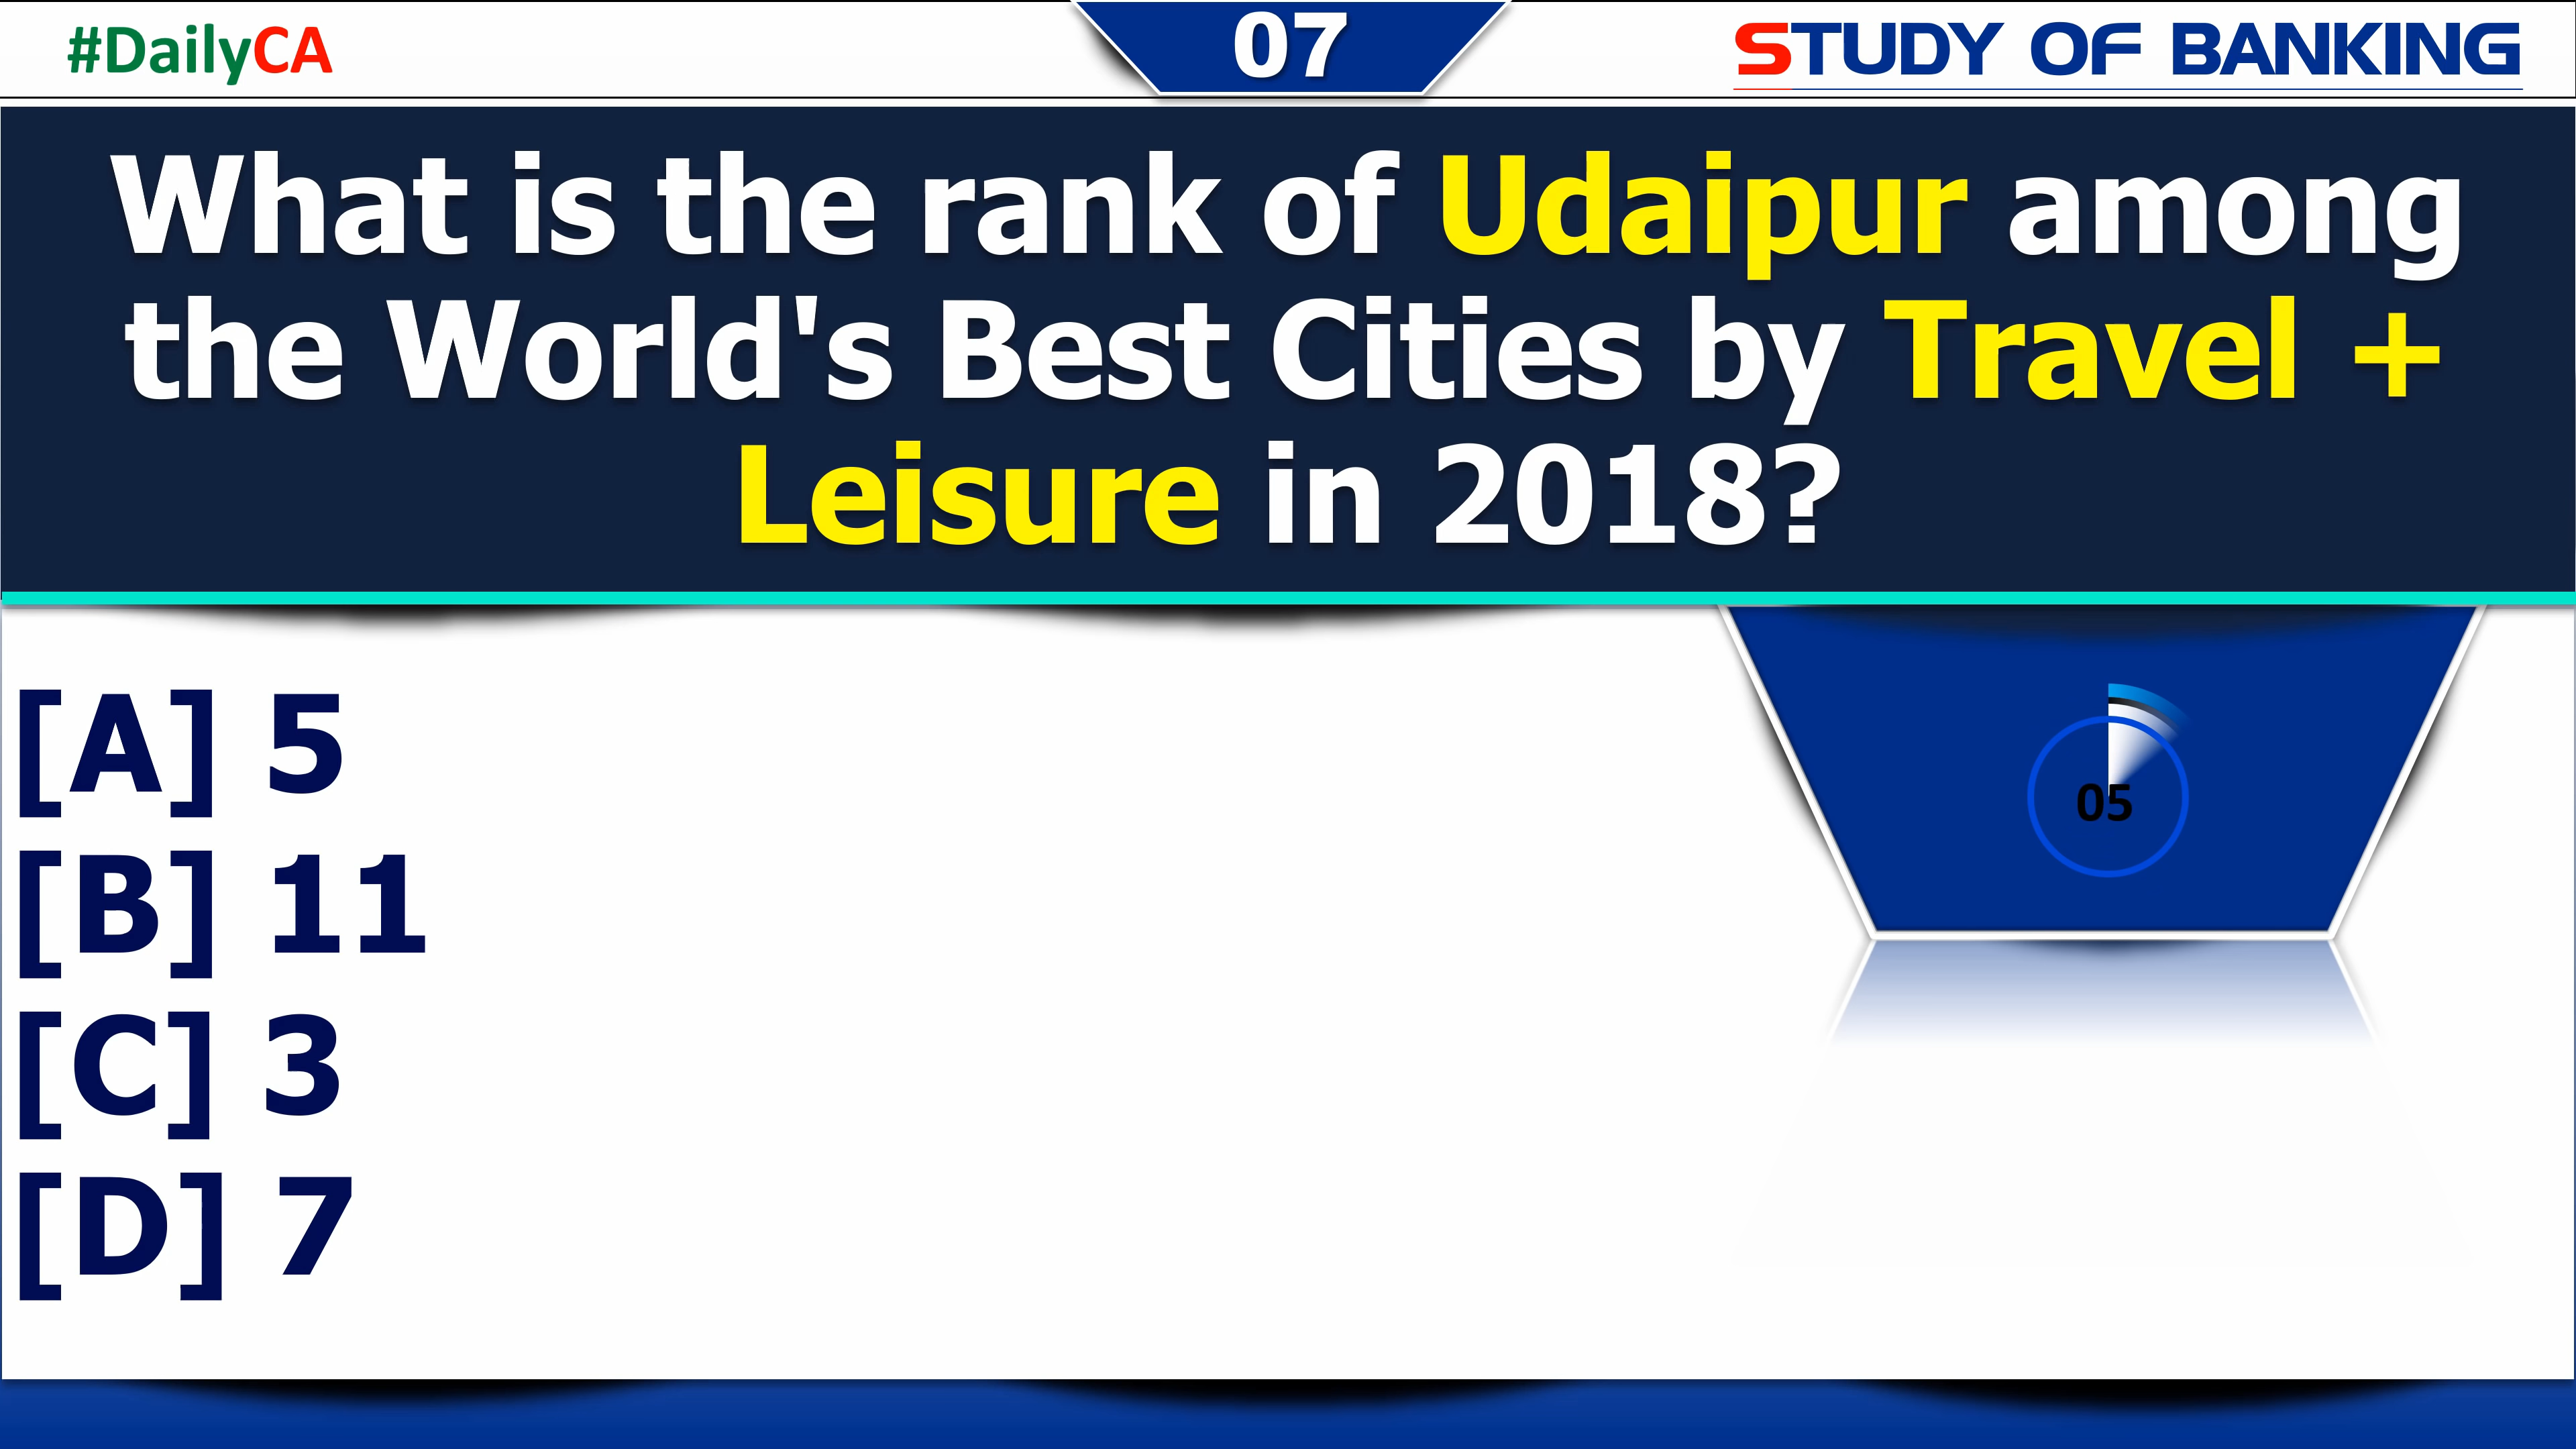 #DailyCA
07
STUDY OF BANKING
What is the rank of Udaipur among
the World's Best Cities by Travel +
Leisure in 2018?
[A] 5
[B] 11
[C] 3
[D] 7
05